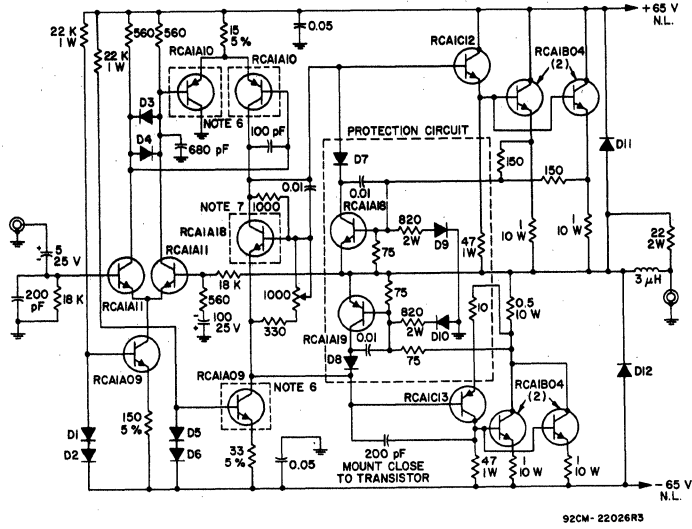 +65 V
N.L.
22 K
1 W
560
560
15
5 %
0.05
RCA1C12
22 K
1 W
RCA1A10
RCA1A10
RCA1B04
(2)
D3
NOTE 6
D4
100 pF
PROTECTION CIRCUIT
D11
680 pF
D7
150
150
0.01
0.01
NOTE 7
1000
RCA1A18
RCA1A18
820
2W
D9
47
1W
1
10 W
1
10 W
22
2W
5
25 V
RCA1A11
75
18 K
3 μH
200
pF
18 K
RCA1A11
560
1000
75
10
0.5
10 W
100
25 V
330
RCA1A19
820
2W
D10
0.01
D8
75
D12
RCA1A09
RCA1A09
NOTE 6
RCA1C13
RCA1B04
(2)
D1
D2
150
5 %
D5
D6
33
5 %
0.05
200 pF
MOUNT CLOSE
TO TRANSISTOR
47
1W
1
10 W
1
10 W
-65 V
N.L.
92CM-22026R3